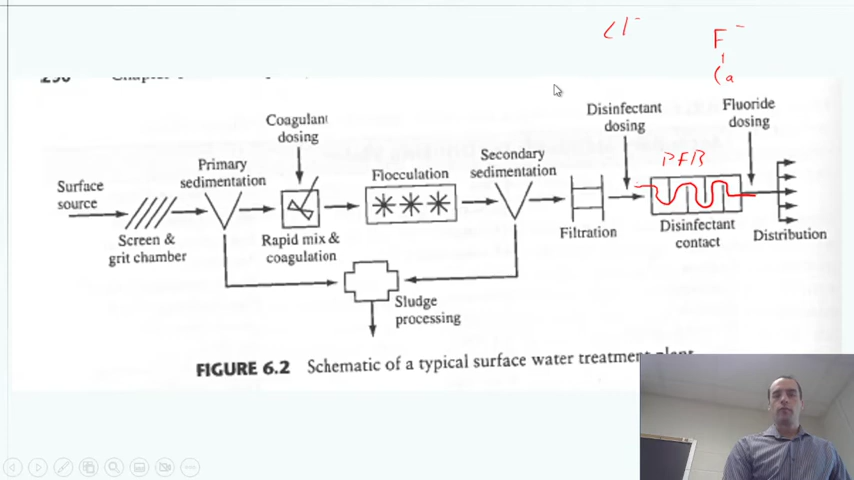 Cl⁻
F⁻
Ca
Coagulant
dosing
Disinfectant
dosing
Fluoride
dosing
Primary
sedimentation
Flocculation
Secondary
sedimentation
PFR
Surface
source
Screen &
grit chamber
Rapid mix &
coagulation
Filtration
Disinfectant
contact
Distribution
Sludge
processing
FIGURE 6.2 Schematic of a typical surface water treatment plant